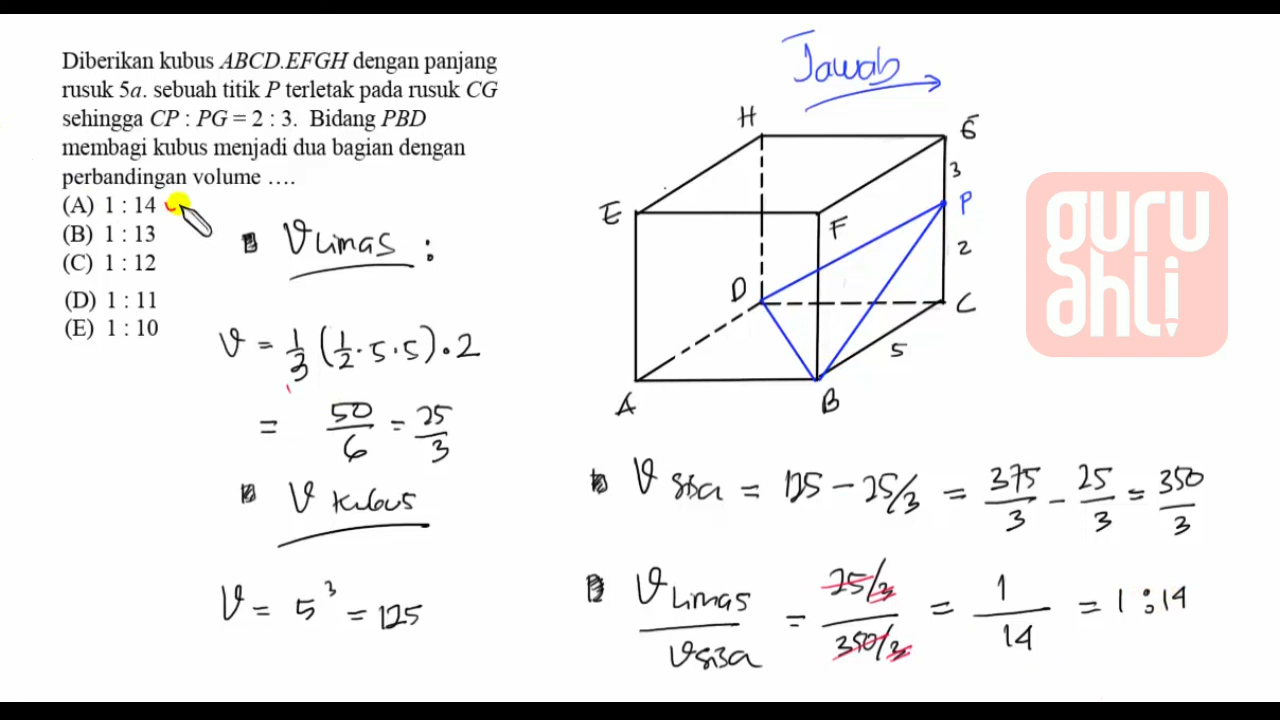 Diberikan kubus ABCD.EFGH dengan panjang
rusuk 5a. sebuah titik P terletak pada rusuk CG
sehingga CP : PG = 2 : 3. Bidang PBD
membagi kubus menjadi dua bagian dengan
perbandingan volume ….
(A) 1 : 14
(B) 1 : 13
(C) 1 : 12
(D) 1 : 11
(E) 1 : 10
V Limas :
V = 1/3 (1/2 · 5 · 5) · 2
= 50/6 = 25/3
V kubus
V = 5³ = 125
Jawab
H
G
E
F
3
P
2
D
C
5
A
B
V sisa = 125 - 25/3 = 375/3 - 25/3 = 350/3
V Limas / V sisa = 25/3 / 350/3 = 1/14 = 1 : 14
guru
ahli